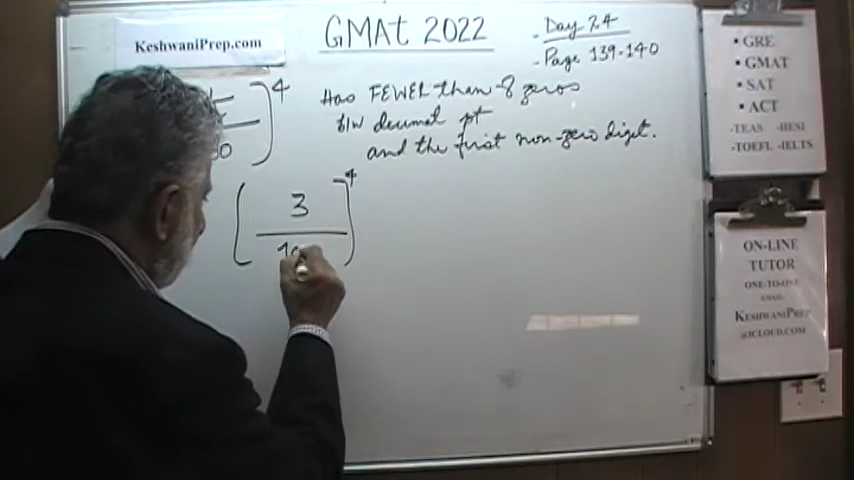 KeshwaniPrep.com
GMAt 2022
- Day 24
- Page 139-140
]4
Has FEWER than 8 zeros
b/w decimal pt
and the first non-zero digit.
[3
10
]4
▪ GRE
▪ GMAT
▪ SAT
▪ ACT
-TEAS -HESI
-TOEFL -IELTS
ON-LINE
TUTOR
ONE-TO-ONE
EMAIL:
KESHWANIPREP
@ICLOUD.COM